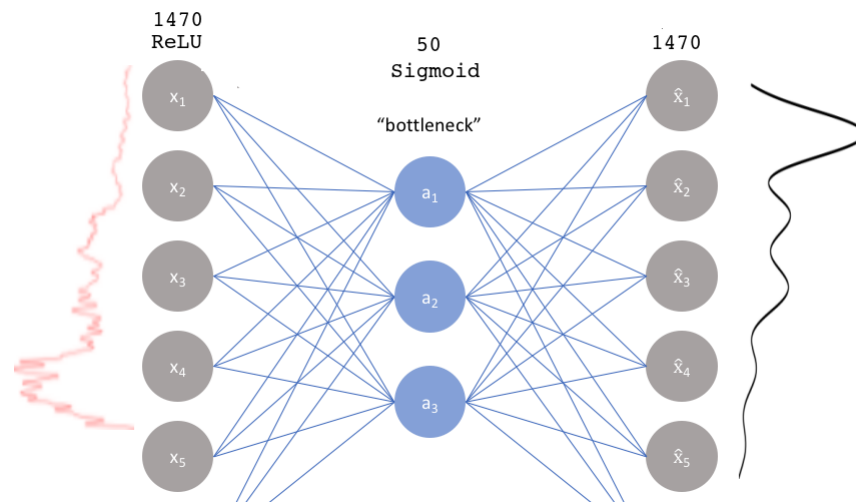 1470
ReLU
50
Sigmoid
1470
"bottleneck"
x₁
x₂
x₃
x₄
x₅
a₁
a₂
a₃
x̂₁
x̂₂
x̂₃
x̂₄
x̂₅